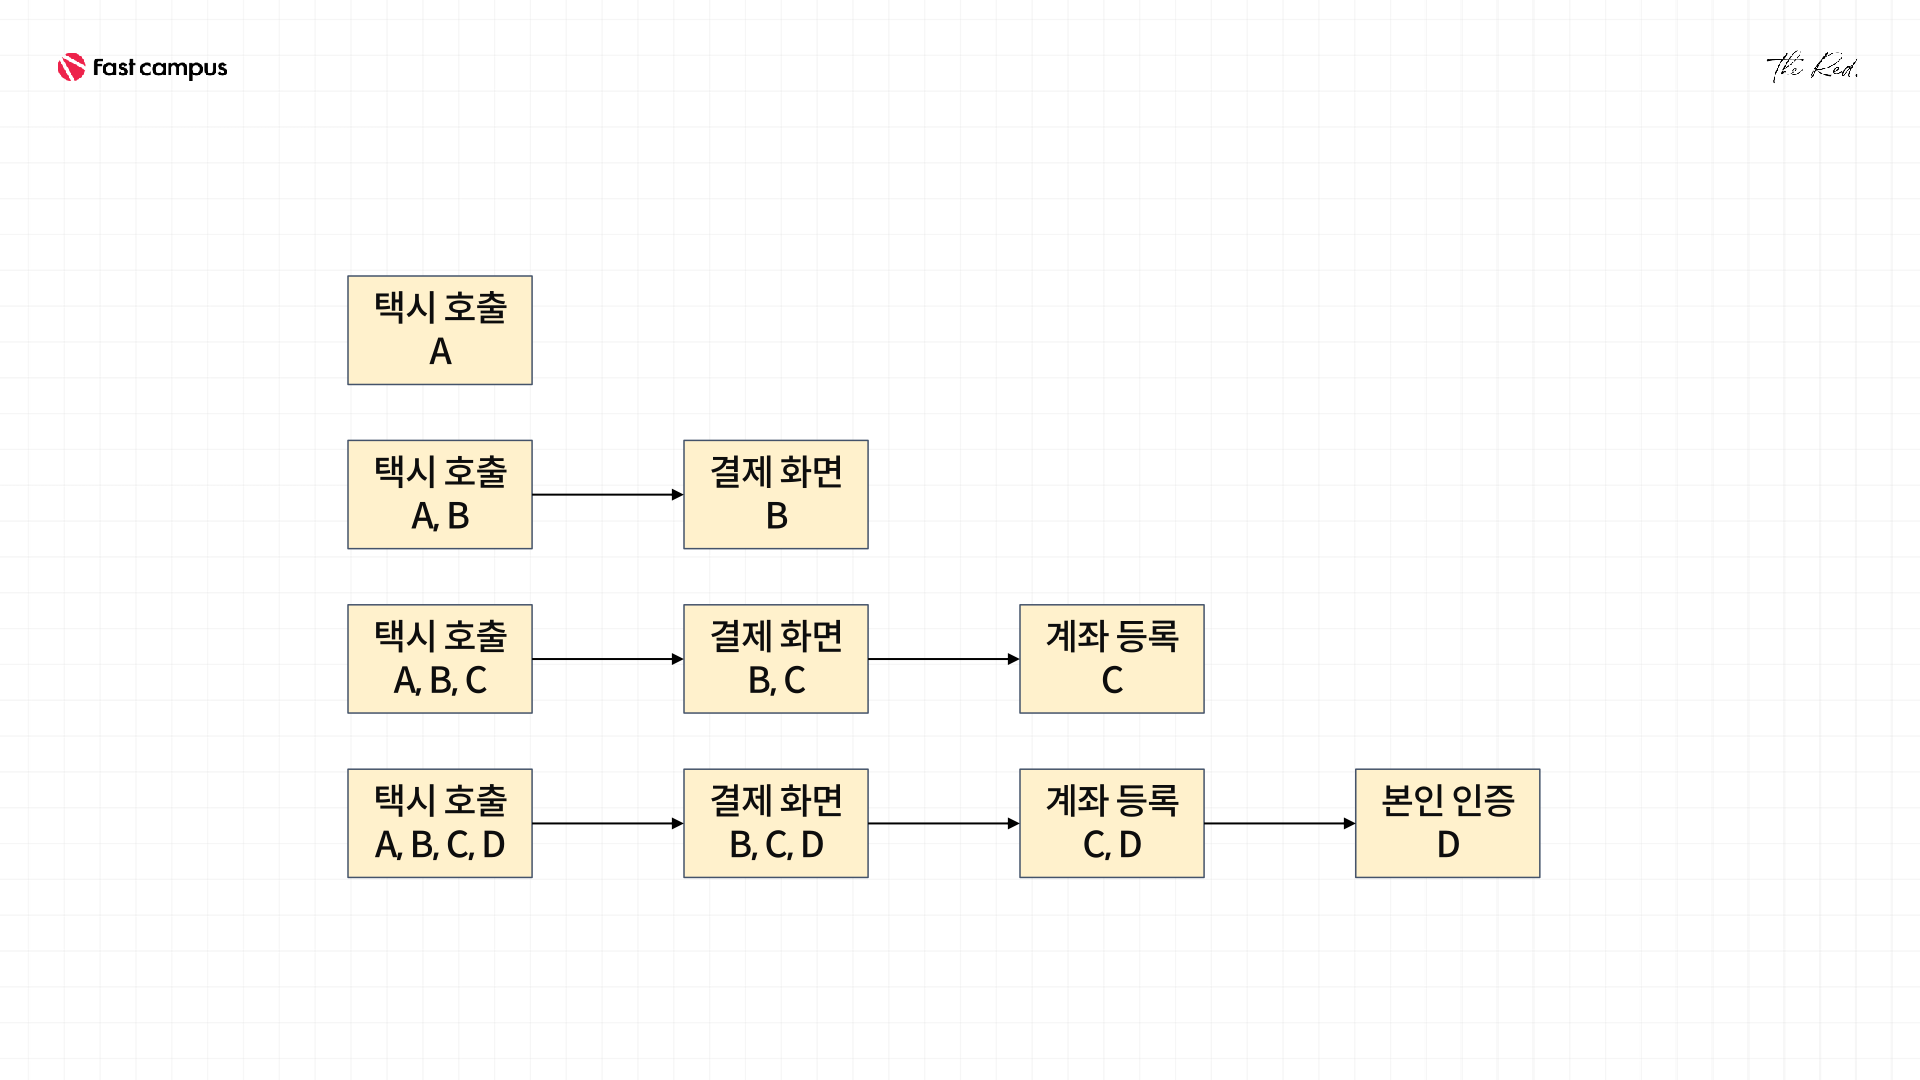 Fast campus
The Red.
택시 호출
A
택시 호출
A, B
결제 화면
B
택시 호출
A, B, C
결제 화면
B, C
계좌 등록
C
택시 호출
A, B, C, D
결제 화면
B, C, D
계좌 등록
C, D
본인 인증
D